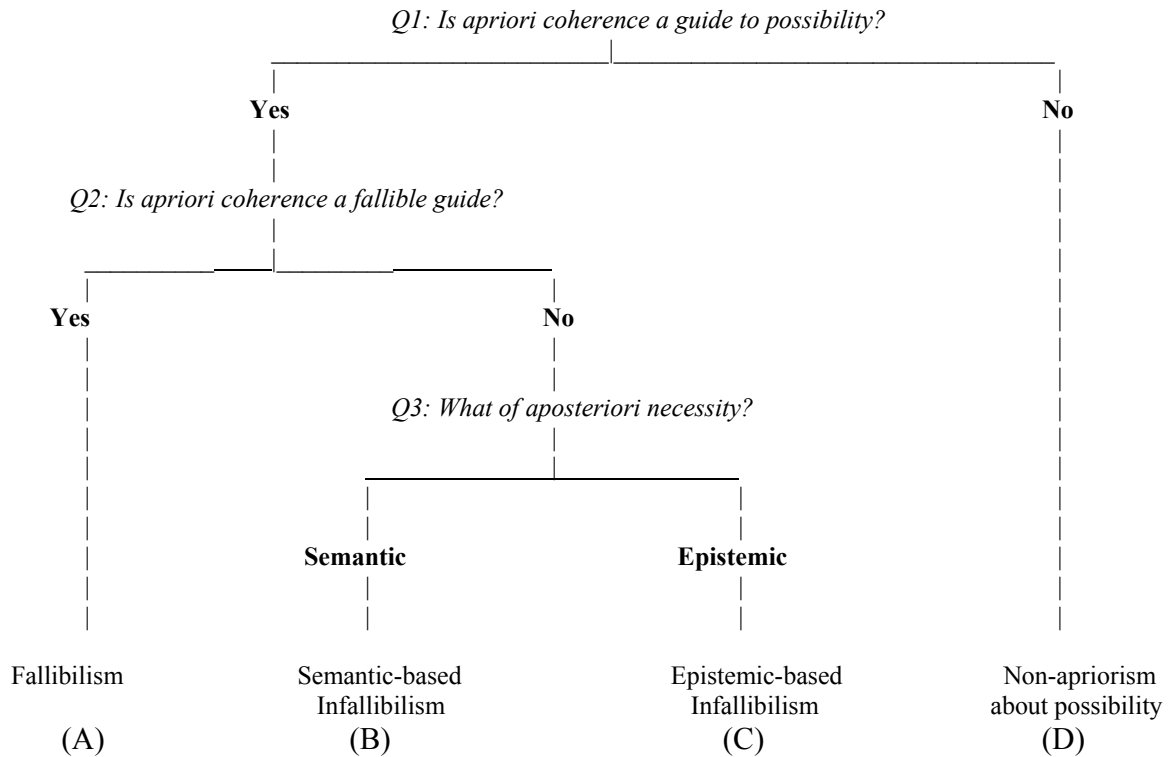 Q1: Is apriori coherence a guide to possibility?
Yes No
Q2: Is apriori coherence a fallible guide?
Yes No
Q3: What of aposteriori necessity?
Semantic Epistemic
Fallibilism Semantic-based Epistemic-based Non-apriorism
Infallibilism Infallibilism about possibility
(A) (B) (C) (D)